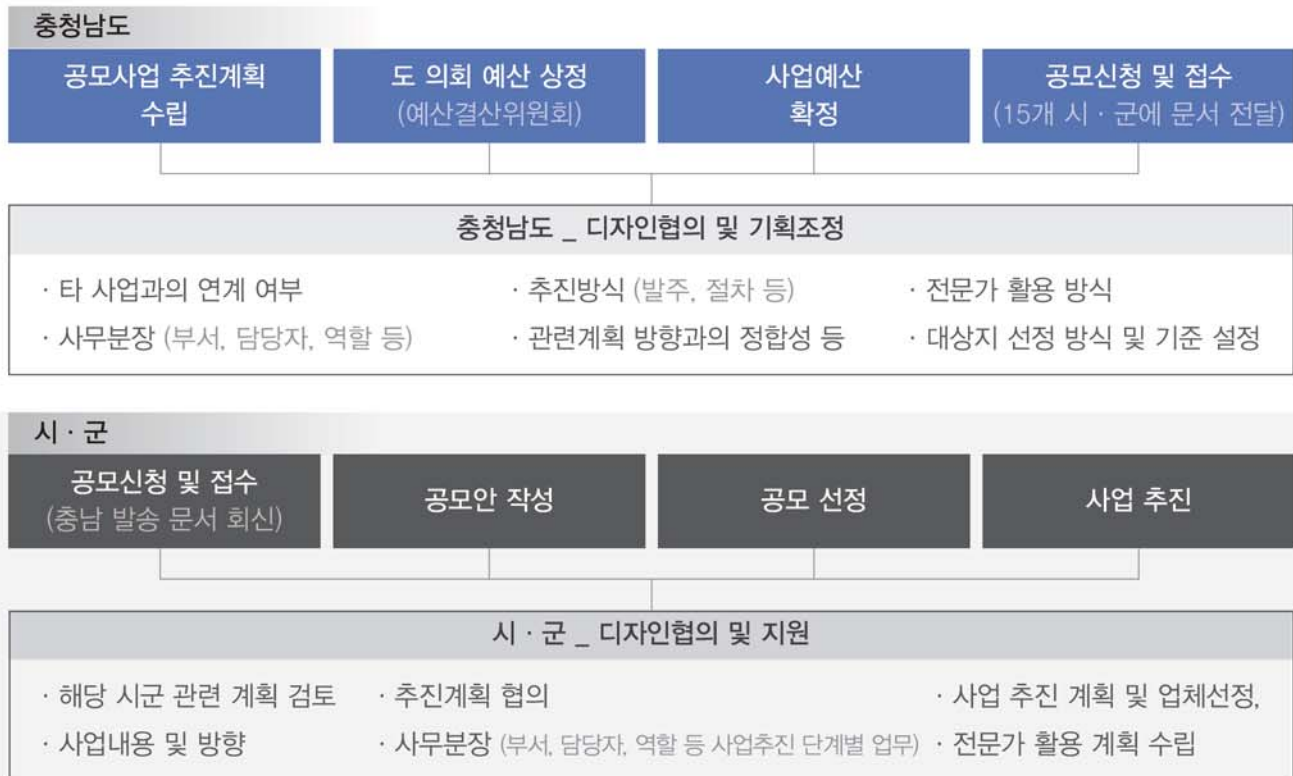 충청남도
공모사업 추진계획
수립
도 의회 예산 상정
(예산결산위원회)
사업예산
확정
공모신청 및 접수
(15개 시 · 군에 문서 전달)
충청남도 _ 디자인협의 및 기획조정
· 타 사업과의 연계 여부
· 추진방식 (발주, 절차 등)
· 전문가 활용 방식
· 사무분장 (부서, 담당자, 역할 등)
· 관련계획 방향과의 정합성 등
· 대상지 선정 방식 및 기준 설정
시 · 군
공모신청 및 접수
(충남 발송 문서 회신)
공모안 작성
공모 선정
사업 추진
시 · 군 _ 디자인협의 및 지원
· 해당 시군 관련 계획 검토
· 추진계획 협의
· 사업 추진 계획 및 업체선정,
· 사업내용 및 방향
· 사무분장 (부서, 담당자, 역할 등 사업추진 단계별 업무)
· 전문가 활용 계획 수립